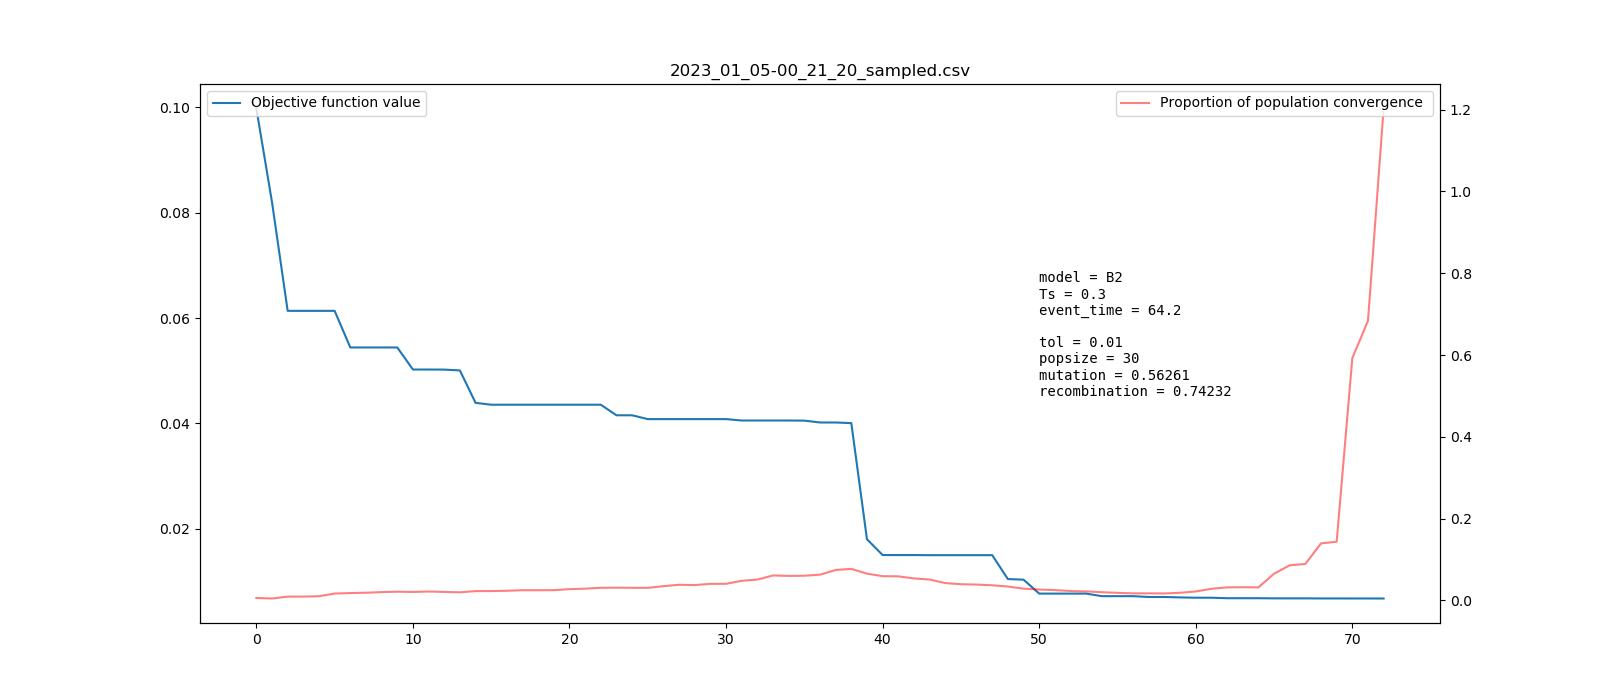 2023_01_05-00_21_20_sampled.csv
Objective function value
Proportion of population convergence
0.10
0.08
0.06
0.04
0.02
1.2
1.0
0.8
0.6
0.4
0.2
0.0
model = B2
Ts = 0.3
event_time = 64.2
tol = 0.01
popsize = 30
mutation = 0.56261
recombination = 0.74232
0 10 20 30 40 50 60 70